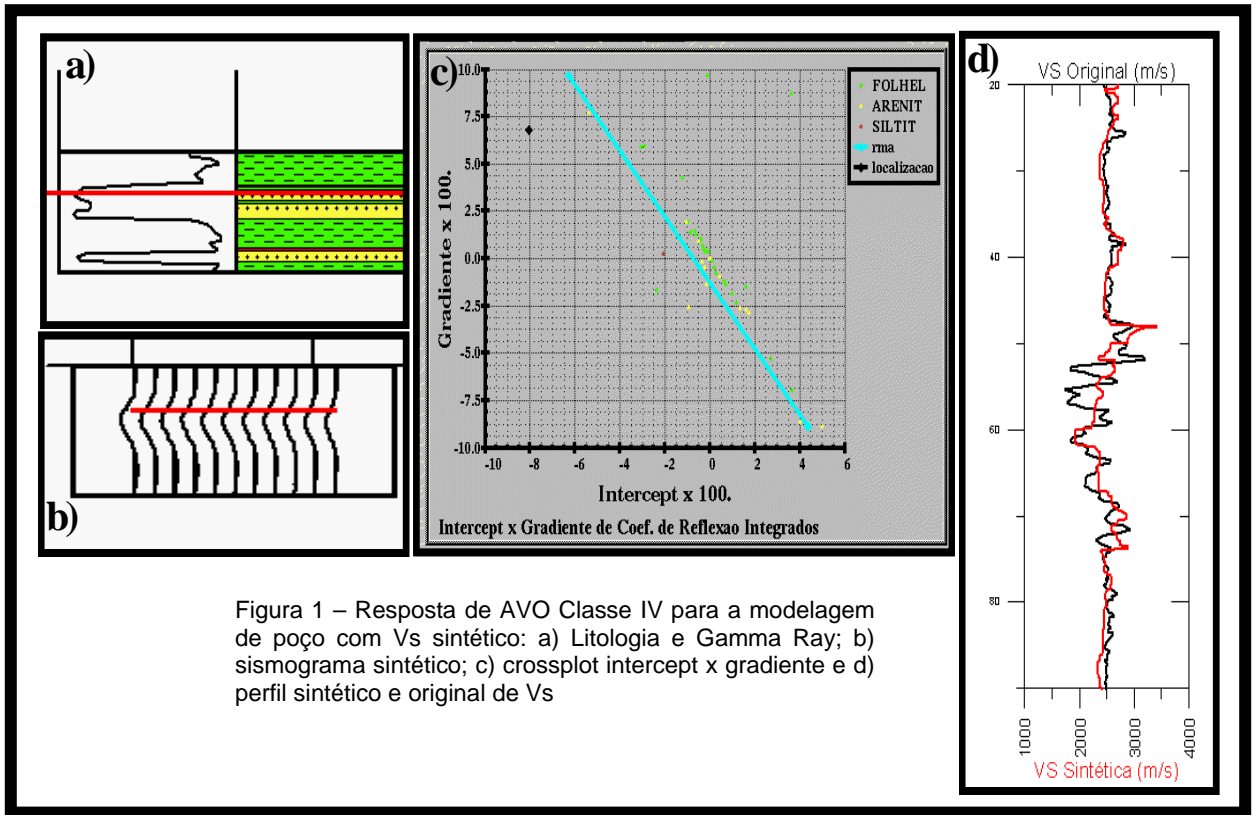 a)
b)
c)
10.0
7.5
5.0
2.5
0.0
-2.5
-5.0
-7.5
-10.0
Gradiente x 100.
-10
-8
-6
-4
-2
0
2
4
6
Intercept x 100.
Intercept x Gradiente de Coef. de Reflexao Integrados
FOLHEL
ARENIT
SILTIT
rma
localizacao
d)
VS Original (m/s)
20
40
60
80
1000
2000
3000
4000
VS Sintética (m/s)
Figura 1 – Resposta de AVO Classe IV para a modelagem
de poço com Vs sintético: a) Litologia e Gamma Ray; b)
sismograma sintético; c) crossplot intercept x gradiente e d)
perfil sintético e original de Vs